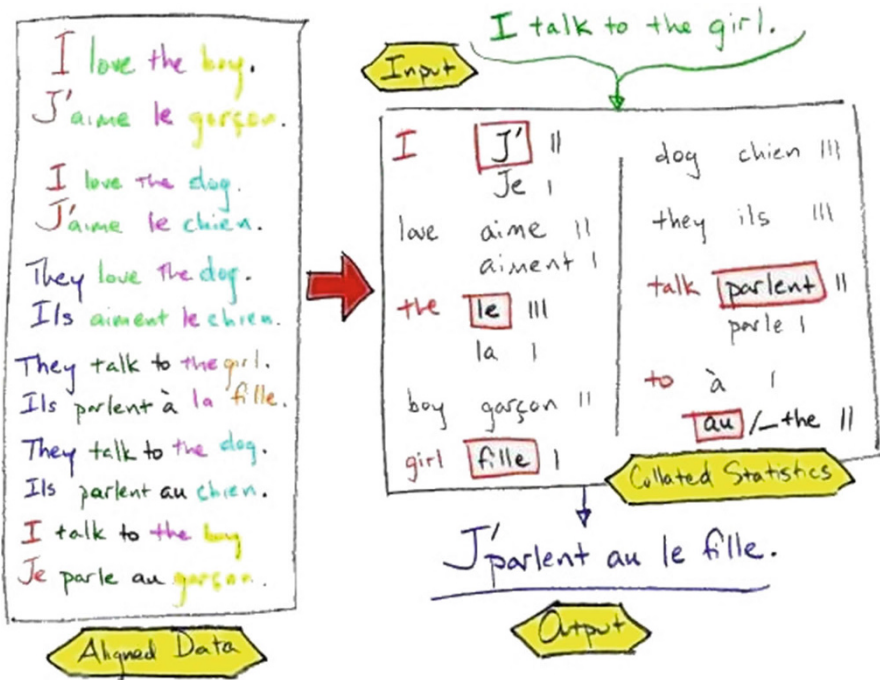 I love the boy.
J'aime le garçon.
I love the dog.
J'aime le chien.
They love the dog.
Ils aiment le chien.
They talk to the girl.
Ils parlent à la fille.
They talk to the dog.
Ils parlent au chien.
I talk to the boy
Je parle au garçon.
Aligned Data
I talk to the girl.
Input
I J' ||
Je |
love aime ||
aiment |
the le |||
la |
boy garçon ||
girl fille |
dog chien |||
they ils |||
talk parlent ||
parle |
to à |
au /_the ||
Collated Statistics
J'parlent au le fille.
Output